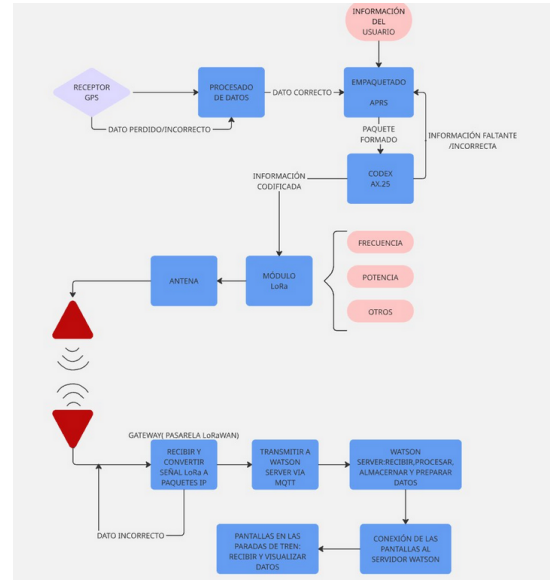 INFORMACIÓN
DEL
USUARIO
RECEPTOR
GPS
PROCESADO
DE DATOS
DATO CORRECTO
EMPAQUETADO
APRS
DATO PERDIDO/INCORRECTO
PAQUETE
FORMADO
INFORMACIÓN FALTANTE
/INCORRECTA
INFORMACIÓN
CODIFICADA
CODEX
AX.25
FRECUENCIA
ANTENA
MÓDULO
LoRa
POTENCIA
OTROS
GATEWAY( PASARELA LoRaWAN)
RECIBIR Y
CONVERTIR
SEÑAL LoRa A
PAQUETES IP
TRANSMITIR A
WATSON
SERVER VIA
MQTT
WATSON
SERVER:RECIBIR,PROCESAR,
ALMACERNAR Y PREPARAR
DATOS
DATO INCORRECTO
PANTALLAS EN LAS
PARADAS DE TREN:
RECIBIR Y VISUALIZAR
DATOS
CONEXIÓN DE LAS
PANTALLAS AL
SERVIDOR WATSON